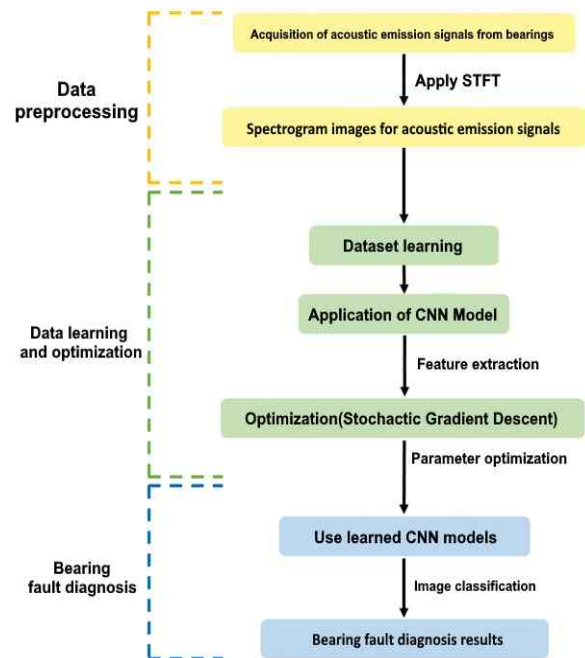 Acquisition of acoustic emission signals from bearings
Apply STFT
Data
preprocessing
Spectrogram images for acoustic emission signals
Dataset learning
Application of CNN Model
Data learning
and optimization
Feature extraction
Optimization(Stochactic Gradient Descent)
Parameter optimization
Use learned CNN models
Bearing
fault diagnosis
Image classification
Bearing fault diagnosis results